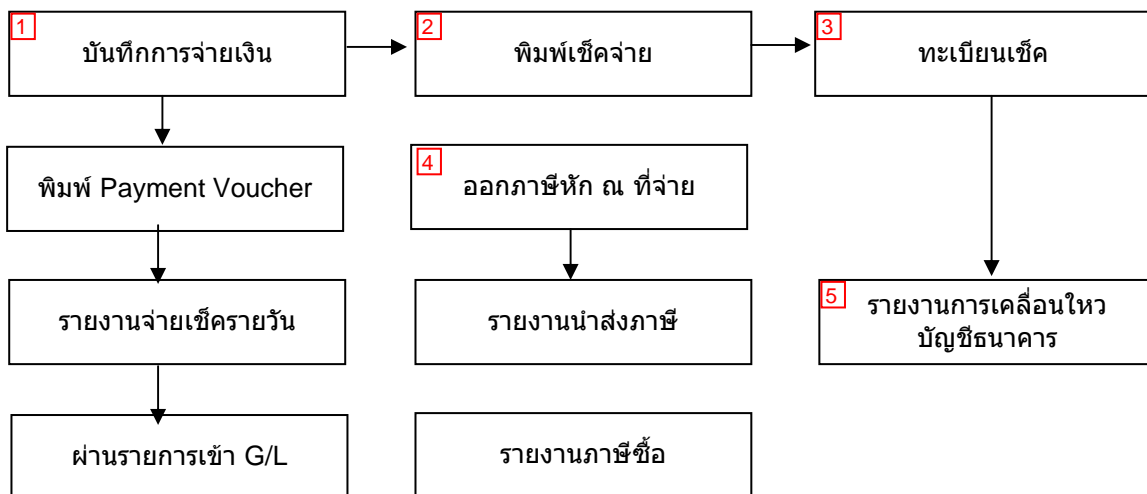 1
บันทึกการจ่ายเงิน
2
พิมพ์เช็คจ่าย
3
ทะเบียนเช็ค
พิมพ์ Payment Voucher
4
ออกภาษีหัก ณ ที่จ่าย
รายงานจ่ายเช็ครายวัน
รายงานนำส่งภาษี
5
รายงานการเคลื่อนใหว
บัญชีธนาคาร
ผ่านรายการเข้า G/L
รายงานภาษีซื้อ